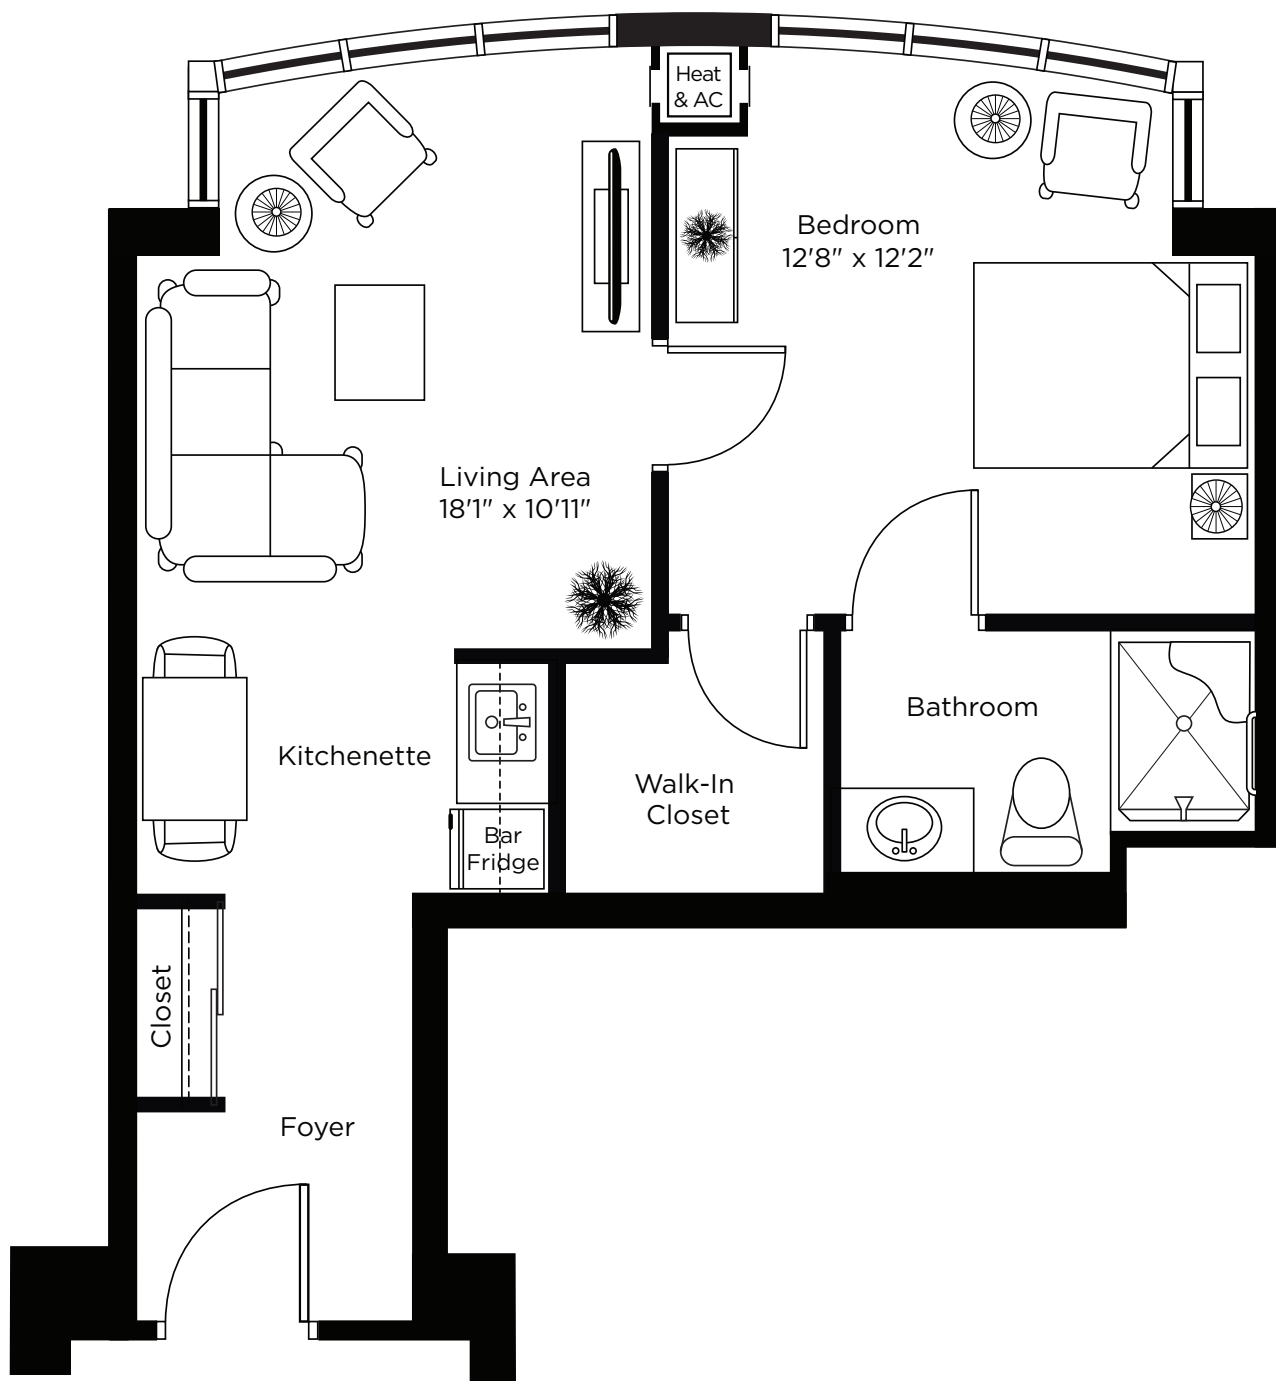 Heat
& AC
Bedroom
12'8" x 12'2"
Living Area
18'1" x 10'11"
Bathroom
Kitchenette
Walk-In
Closet
Bar
Fridge
Closet
Foyer